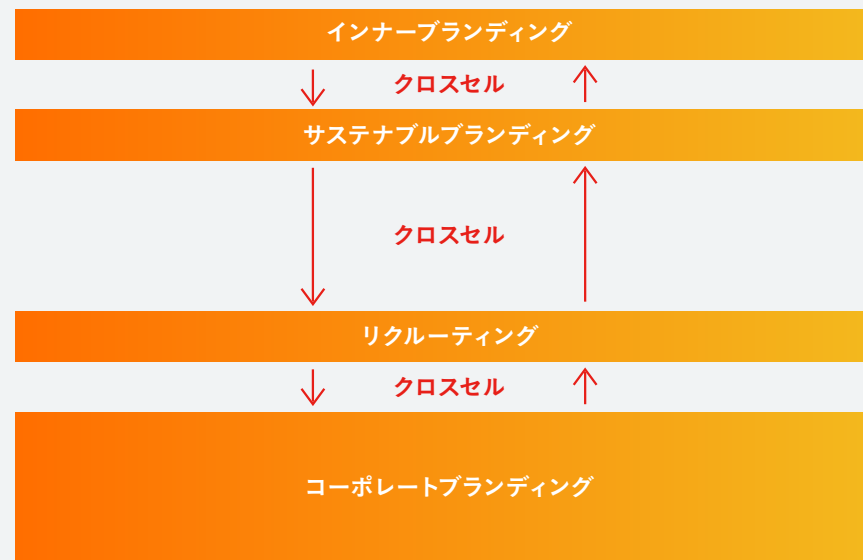 インナーブランディング
クロスセル
サステナブルブランディング
クロスセル
リクルーティング
クロスセル
コーポレートブランディング